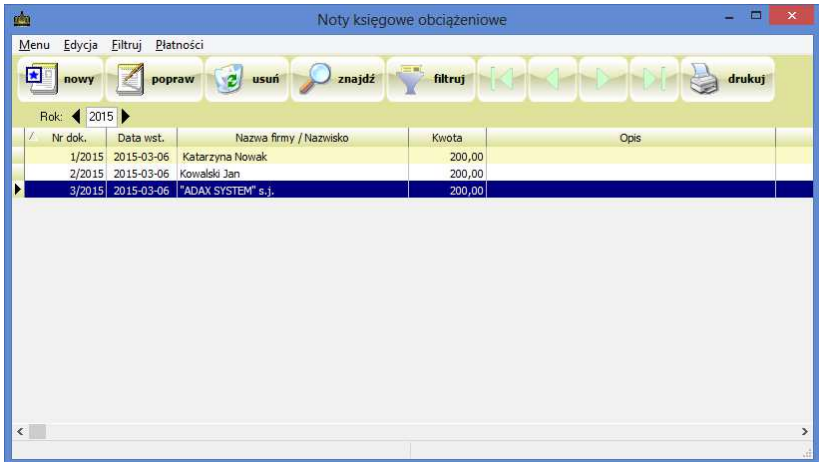 Noty księgowe obciążeniowe
Menu Edycja Filtruj Płatności
nowy popraw usuń znajdź filtruj drukuj
Rok: 2015
Nr dok. Data wst. Nazwa firmy / Nazwisko Kwota Opis
1/2015 2015-03-06 Katarzyna Nowak 200,00
2/2015 2015-03-06 Kowalski Jan 200,00
3/2015 2015-03-06 "ADAX SYSTEM" s.j. 200,00